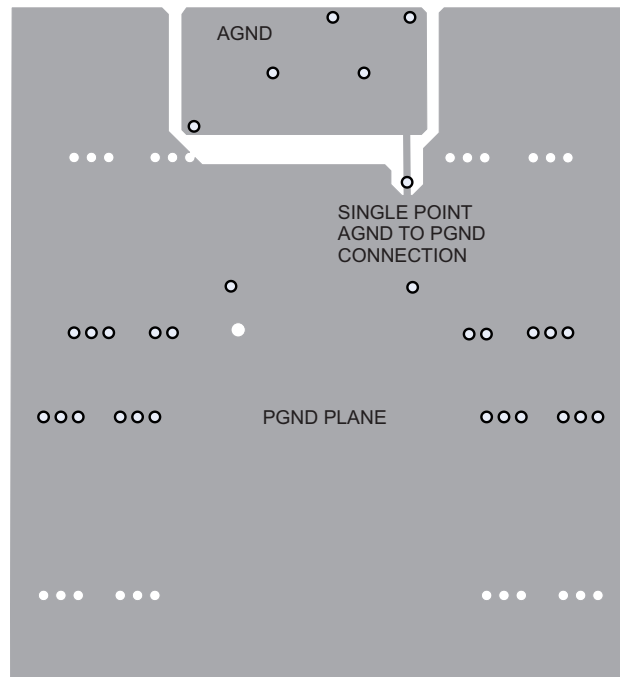 AGND
SINGLE POINT
AGND TO PGND
CONNECTION
PGND PLANE